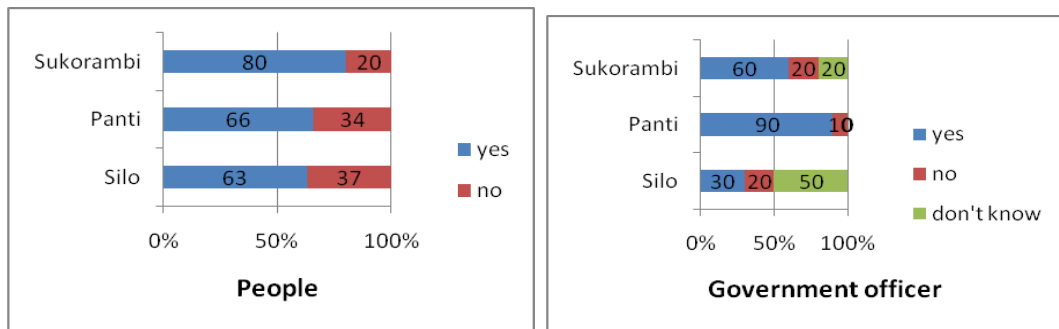 Sukorambi 80 20
Panti 66 34
Silo 63 37
yes
no
0% 50% 100%
People
Sukorambi 60 20 20
Panti 90 10
Silo 30 20 50
yes
no
don't know
0% 50% 100%
Government officer